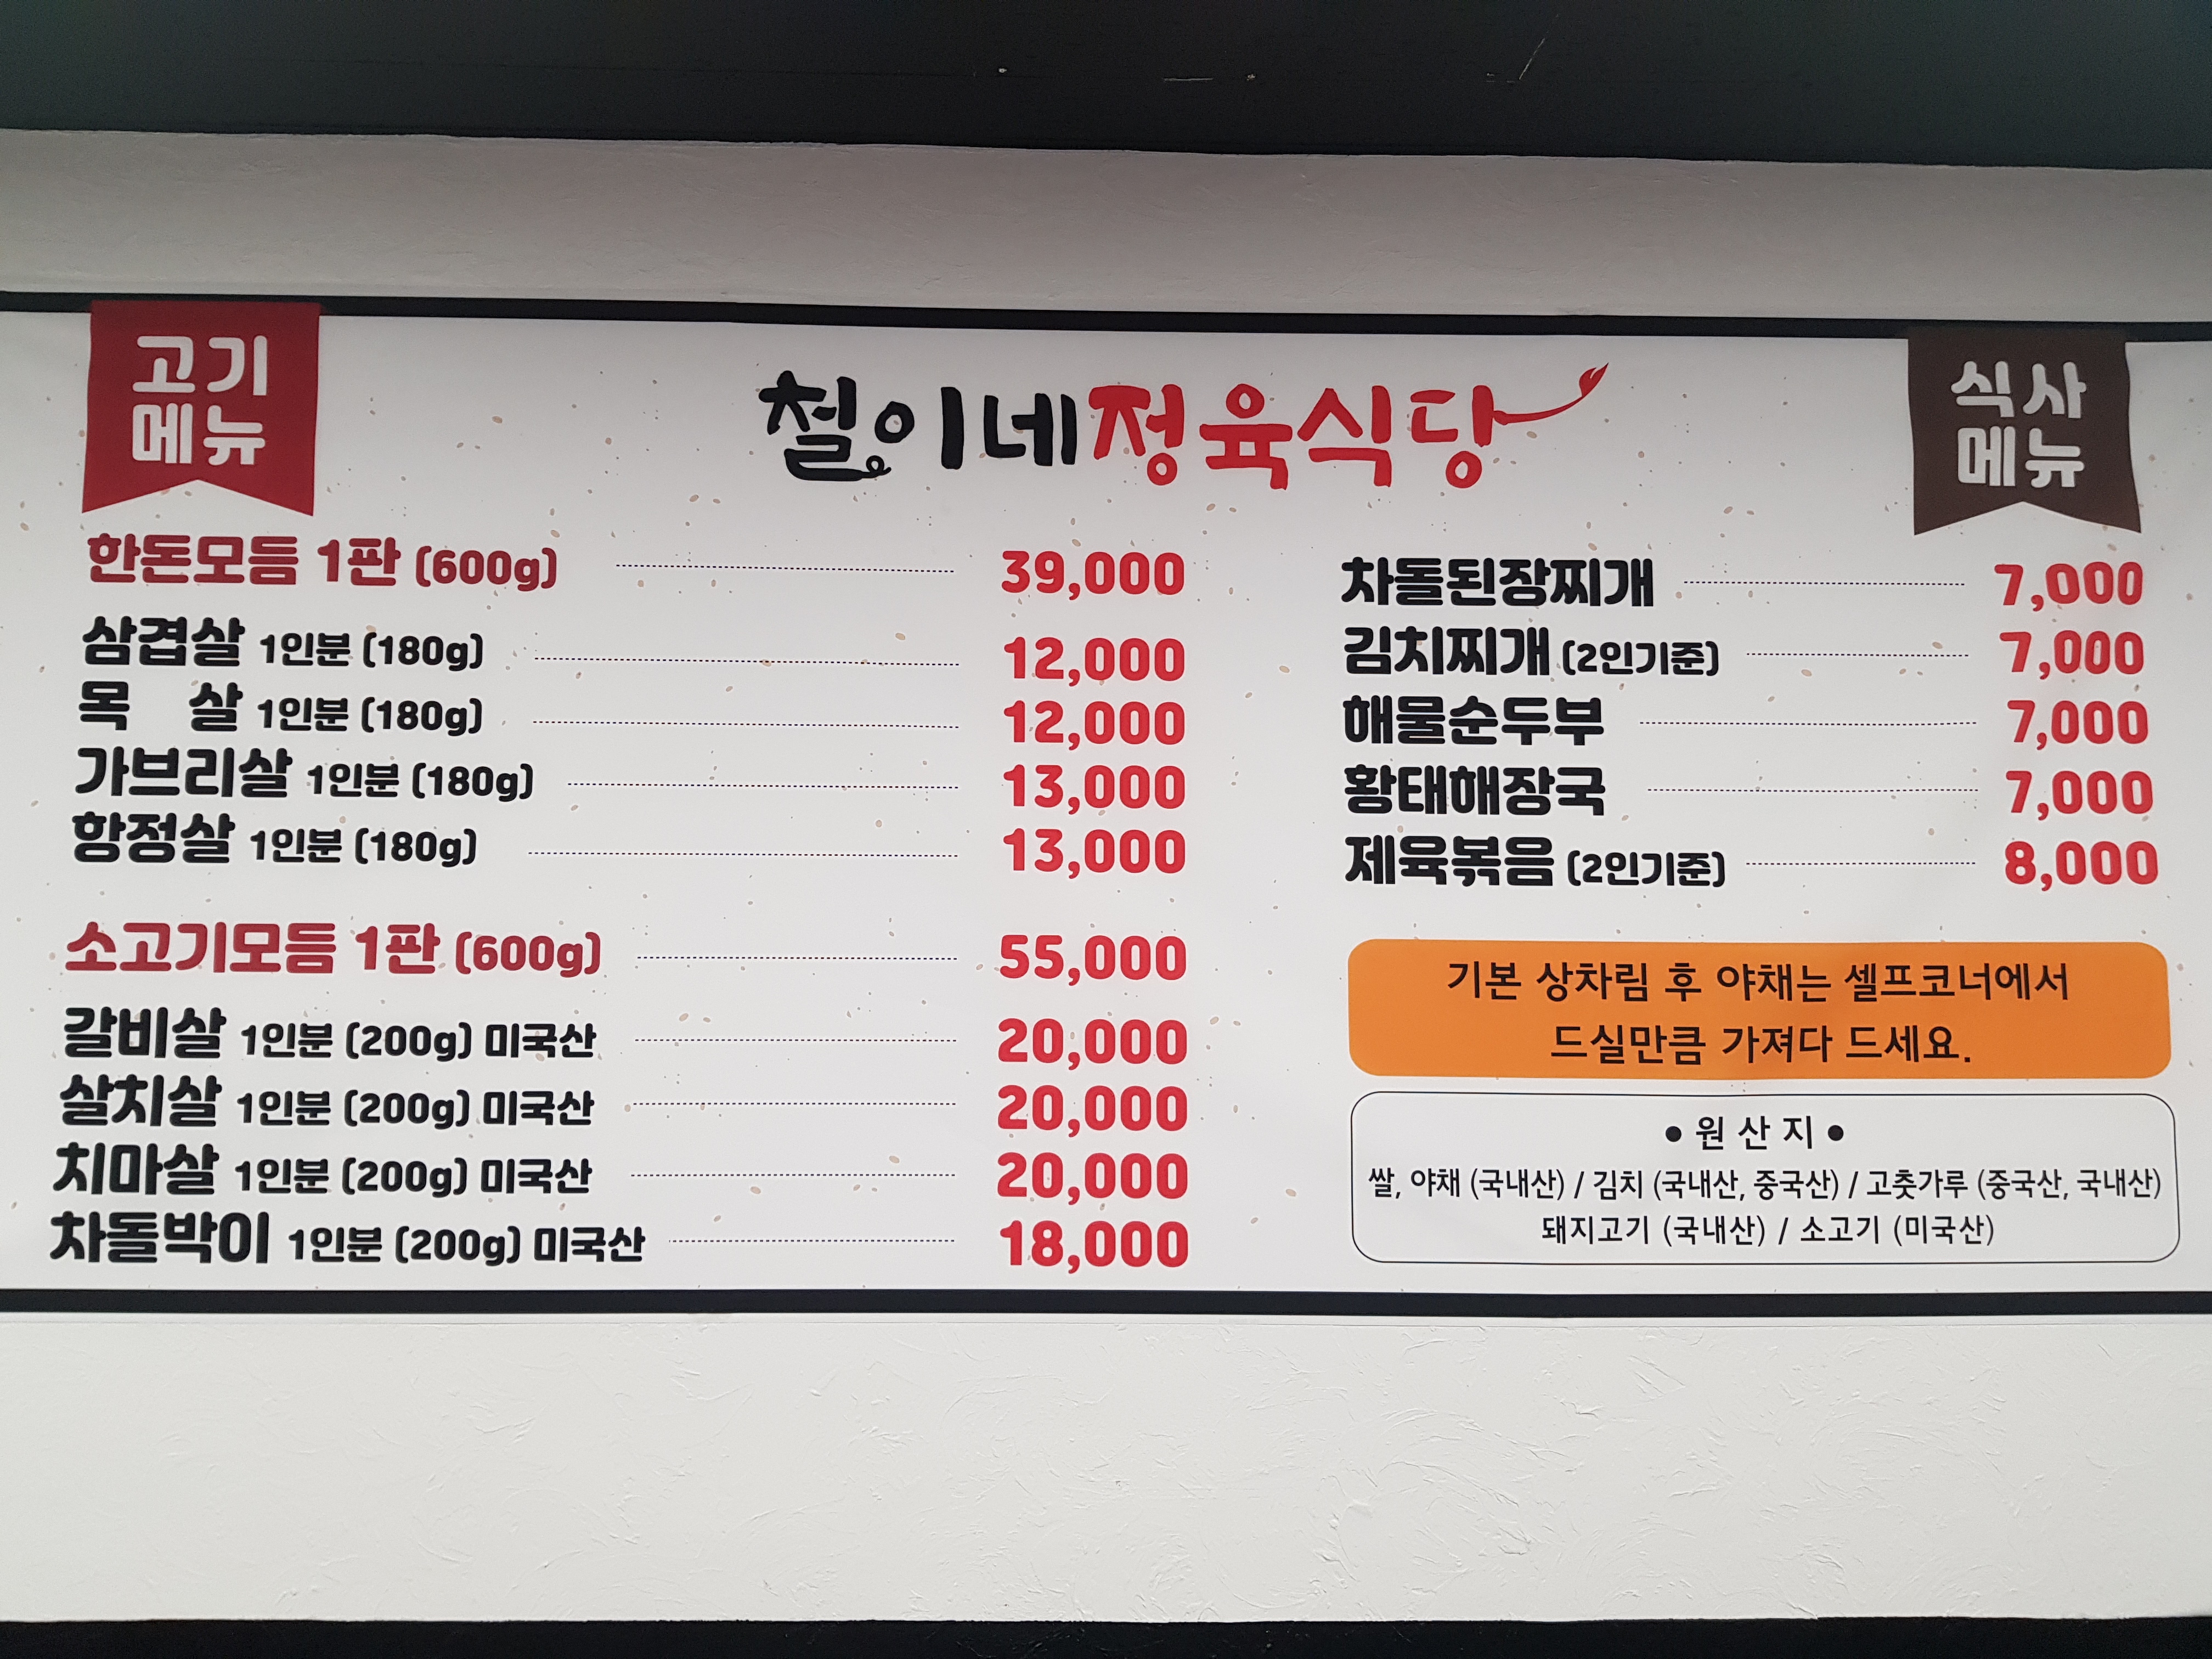 고기
메뉴
철이네정육식당
식사
메뉴
한돈모듬 1판 (600g) 39,000
삼겹살 1인분 (180g) 12,000
목 살 1인분 (180g) 12,000
가브리살 1인분 (180g) 13,000
항정살 1인분 (180g) 13,000
소고기모듬 1판 (600g) 55,000
갈비살 1인분 (200g) 미국산 20,000
살치살 1인분 (200g) 미국산 20,000
치마살 1인분 (200g) 미국산 20,000
차돌박이 1인분 (200g) 미국산 18,000
차돌된장찌개 7,000
김치찌개 (2인기준) 7,000
해물순두부 7,000
황태해장국 7,000
제육볶음 (2인기준) 8,000
기본 상차림 후 야채는 셀프코너에서
드실만큼 가져다 드세요.
● 원 산 지 ●
쌀, 야채 (국내산) / 김치 (국내산, 중국산) / 고춧가루 (중국산, 국내산)
돼지고기 (국내산) / 소고기 (미국산)